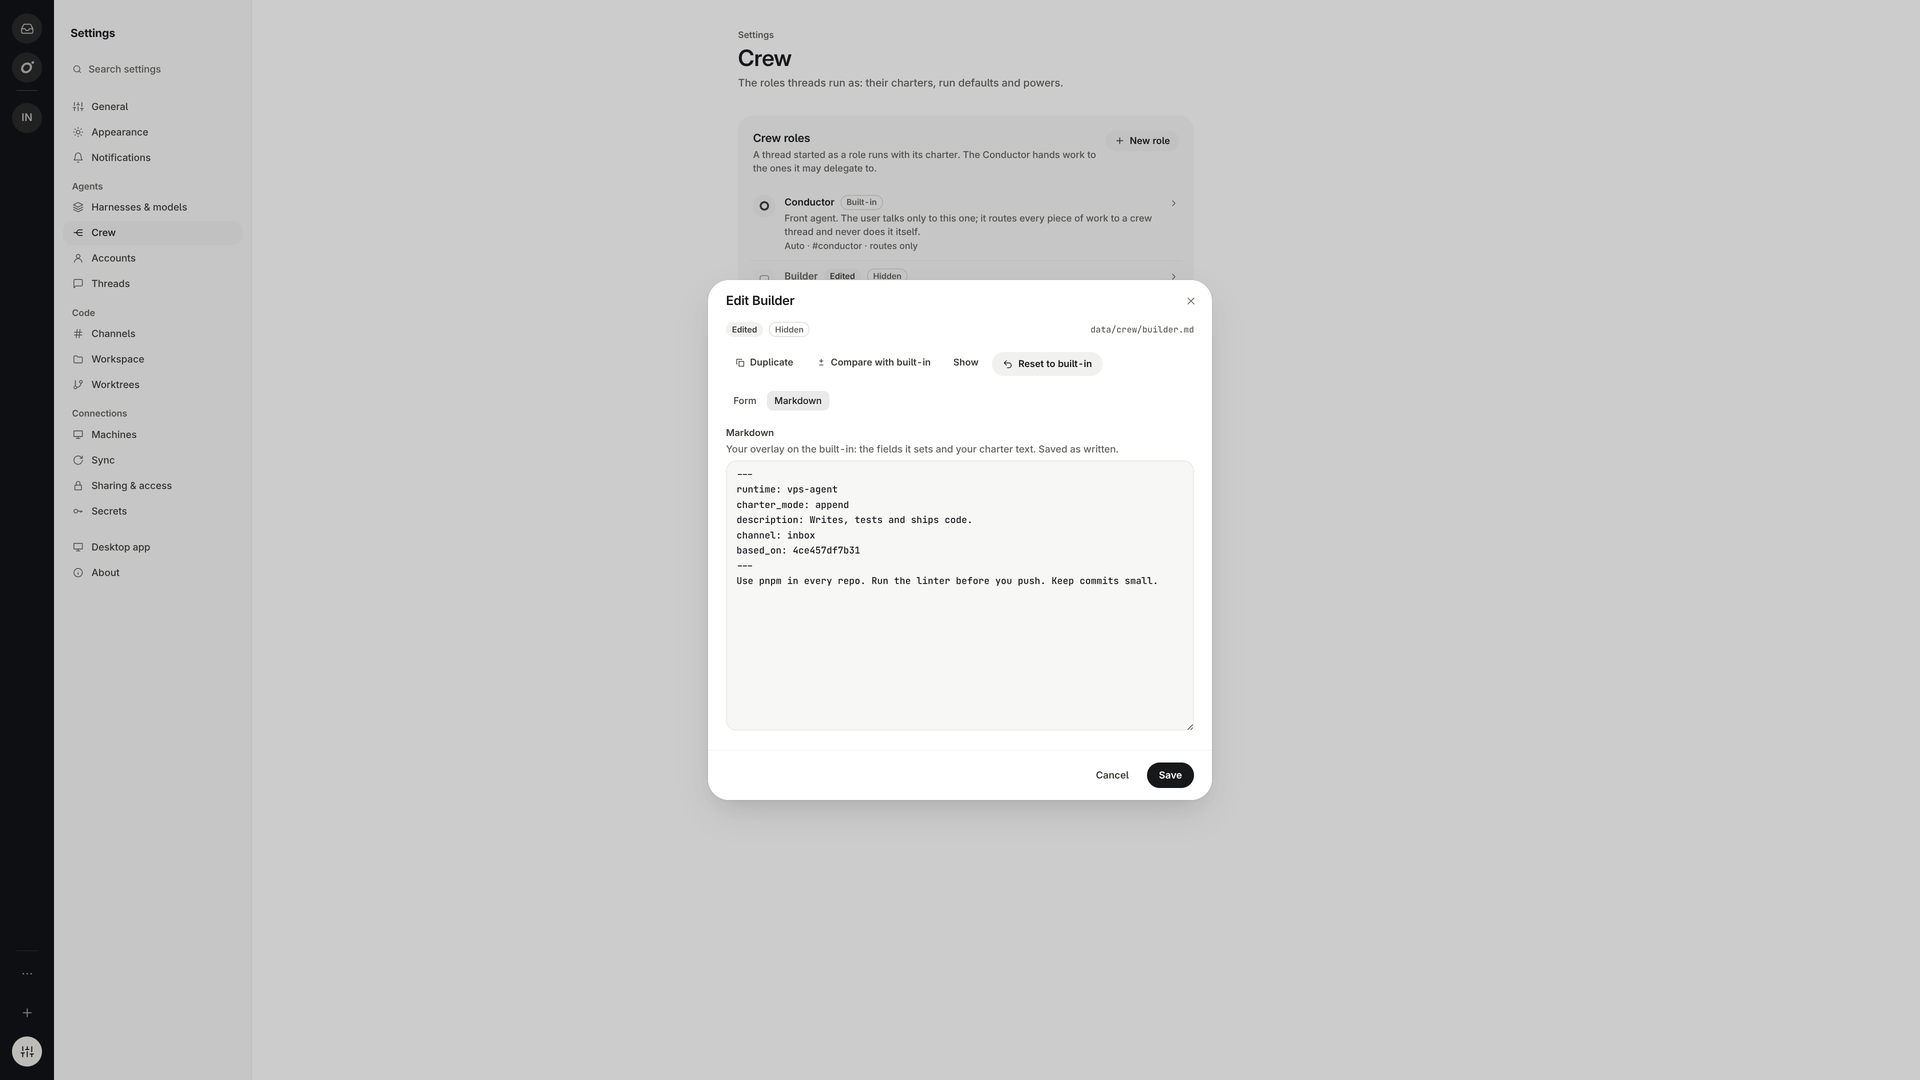 IN
Settings
Search settings
General
Appearance
Notifications
Agents
Harnesses & models
Crew
Accounts
Threads
Code
Channels
Workspace
Worktrees
Connections
Machines
Sync
Sharing & access
Secrets
Desktop app
About
Settings
Crew
The roles threads run as: their charters, run defaults and powers.
Crew roles
New role
A thread started as a role runs with its charter. The Conductor hands work to
the ones it may delegate to.
Conductor Built-in
Front agent. The user talks only to this one; it routes every piece of work to a crew
thread and never does it itself.
Auto · #conductor · routes only
Builder Edited Hidden
Edit Builder
Edited Hidden data/crew/builder.md
Duplicate Compare with built-in Show Reset to built-in
Form Markdown
Markdown
Your overlay on the built-in: the fields it sets and your charter text. Saved as written.
---
runtime: vps-agent
charter_mode: append
description: Writes, tests and ships code.
channel: inbox
based_on: 4ce457df7b31
---
Use pnpm in every repo. Run the linter before you push. Keep commits small.
Cancel Save